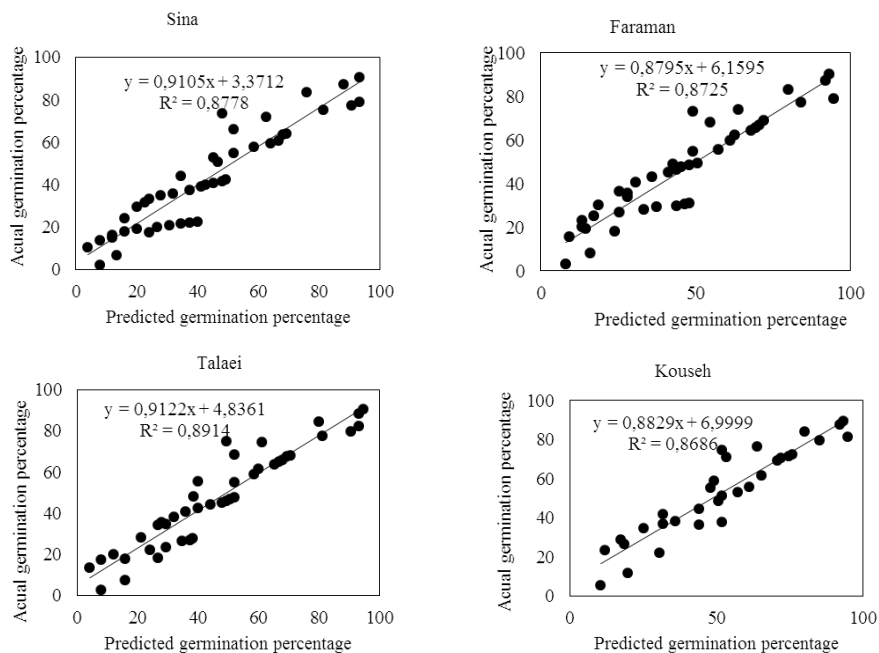 Sina
Acual germination percentage
100
80
60
40
20
0
y = 0,9105x + 3,3712
R² = 0,8778
0 20 40 60 80 100
Predicted germination percentage
Faraman
Acual germination percentage
100
80
60
40
20
0
y = 0,8795x + 6,1595
R² = 0,8725
0 50 100
Predicted germination percentage
Talaei
Acual germination percentage
100
80
60
40
20
0
y = 0,9122x + 4,8361
R² = 0,8914
0 20 40 60 80 100
Predicted germination percentage
Kouseh
Acual germination percentage
100
80
60
40
20
0
y = 0,8829x + 6,9999
R² = 0,8686
0 50 100
Predicted germination percentage